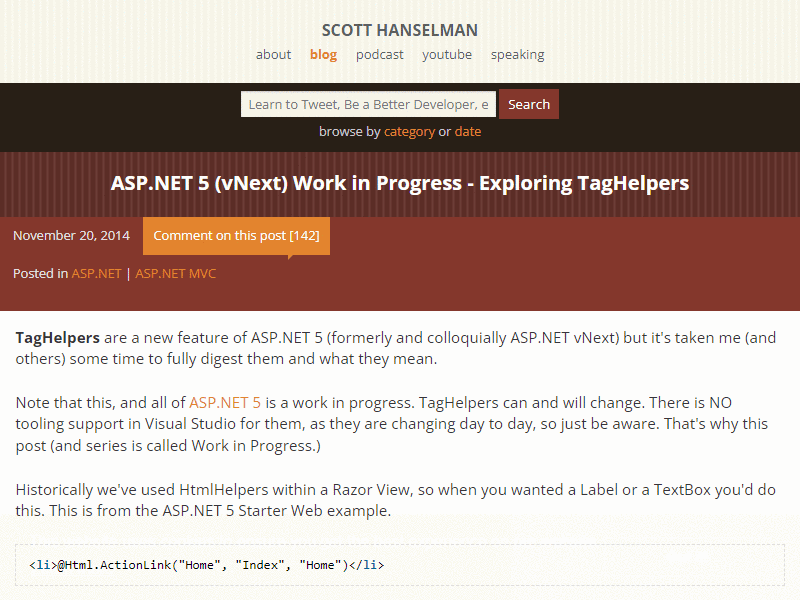 SCOTT HANSELMAN
about blog podcast youtube speaking
Learn to Tweet, Be a Better Developer, e Search
browse by category or date
ASP.NET 5 (vNext) Work in Progress - Exploring TagHelpers
November 20, 2014 Comment on this post [142]
Posted in ASP.NET | ASP.NET MVC
TagHelpers are a new feature of ASP.NET 5 (formerly and colloquially ASP.NET vNext) but it's taken me (and
others) some time to fully digest them and what they mean.
Note that this, and all of ASP.NET 5 is a work in progress. TagHelpers can and will change. There is NO
tooling support in Visual Studio for them, as they are changing day to day, so just be aware. That's why this
post (and series is called Work in Progress.)
Historically we've used HtmlHelpers within a Razor View, so when you wanted a Label or a TextBox you'd do
this. This is from the ASP.NET 5 Starter Web example.
<li>@Html.ActionLink("Home", "Index", "Home")</li>